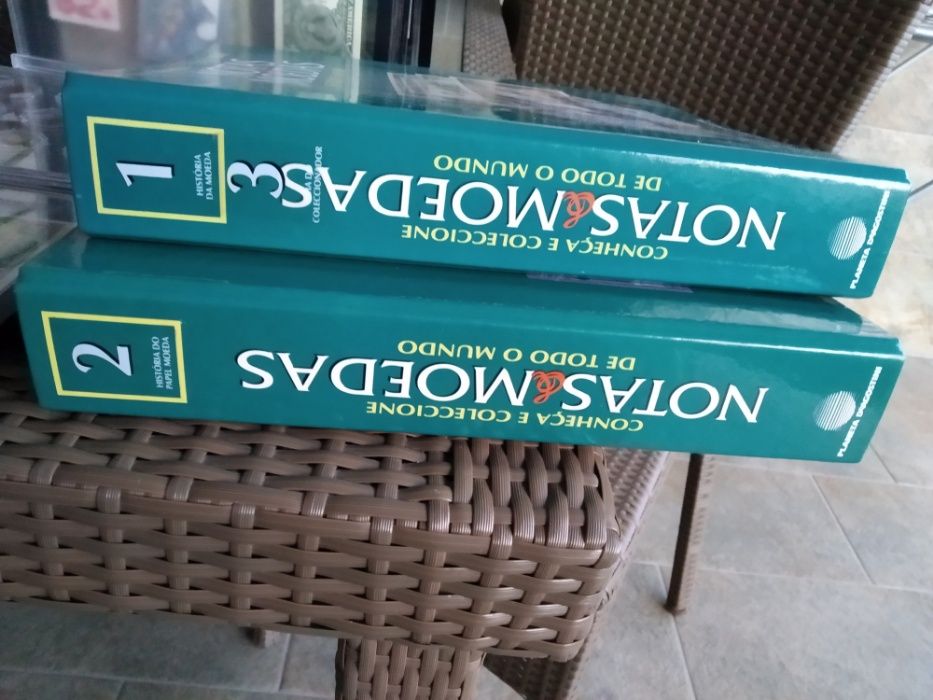 1
HISTÓRIA
DA MOEDA
3
COLECCIONADOR
CONHEÇA E COLECCIONE
NOTAS & MOEDAS
DE TODO O MUNDO
PLANETA DeAGOSTINI
2
HISTÓRIA DO
PAPEL MOEDA
CONHEÇA E COLECCIONE
NOTAS & MOEDAS
DE TODO O MUNDO
PLANETA DeAGOSTINI